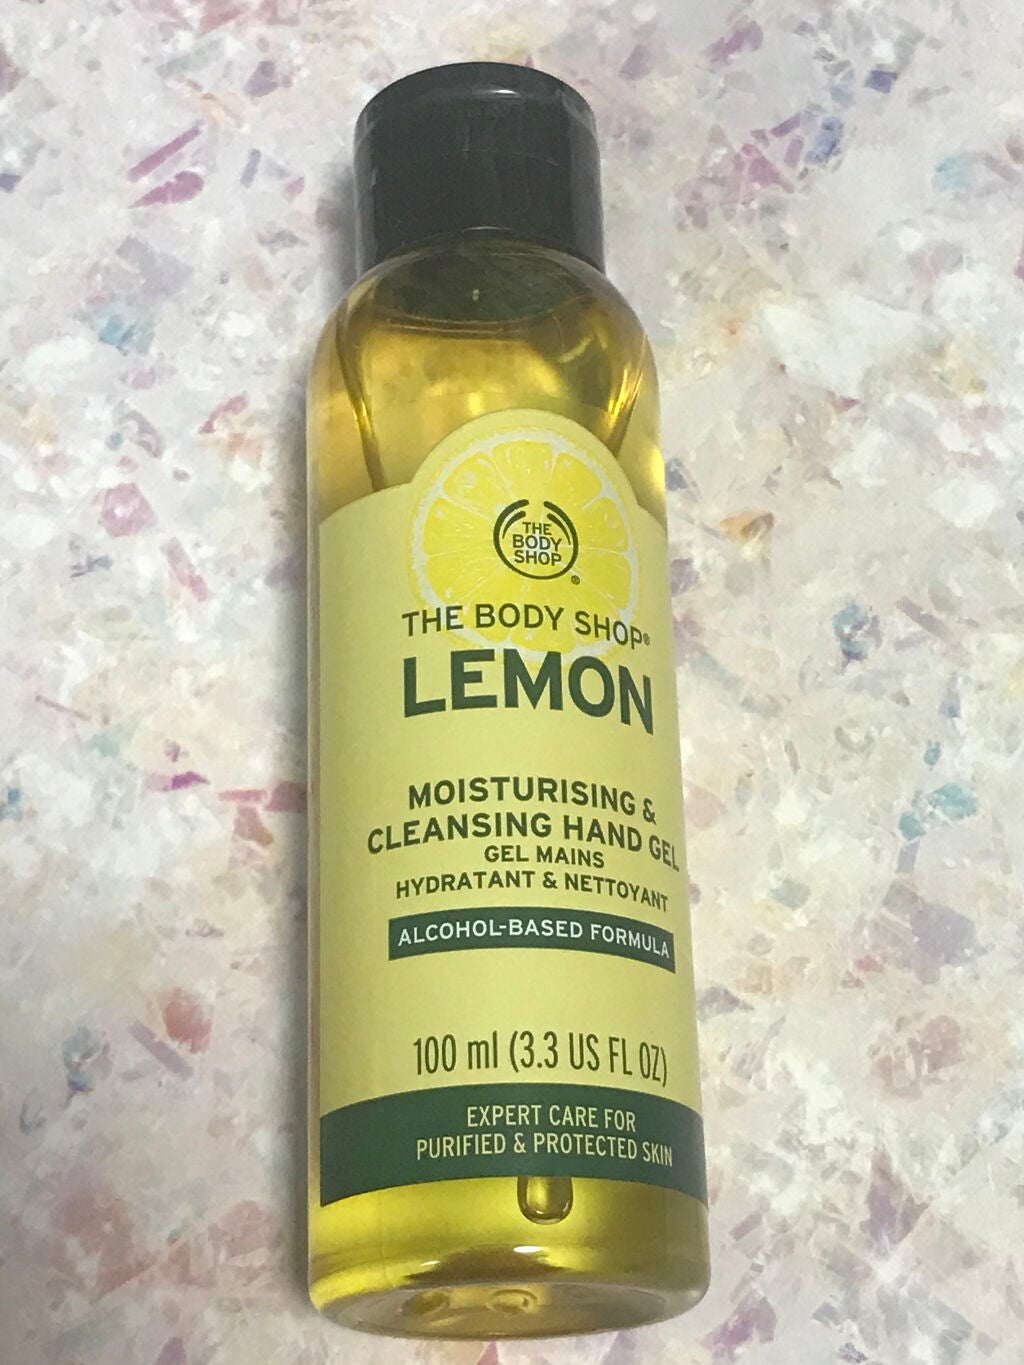 THE
BODY
SHOP
®
THE BODY SHOP®
LEMON
MOISTURISING &
CLEANSING HAND GEL
GEL MAINS
HYDRATANT & NETTOYANT
ALCOHOL-BASED FORMULA
100 ml (3.3 US FL OZ)
EXPERT CARE FOR
PURIFIED & PROTECTED SKIN